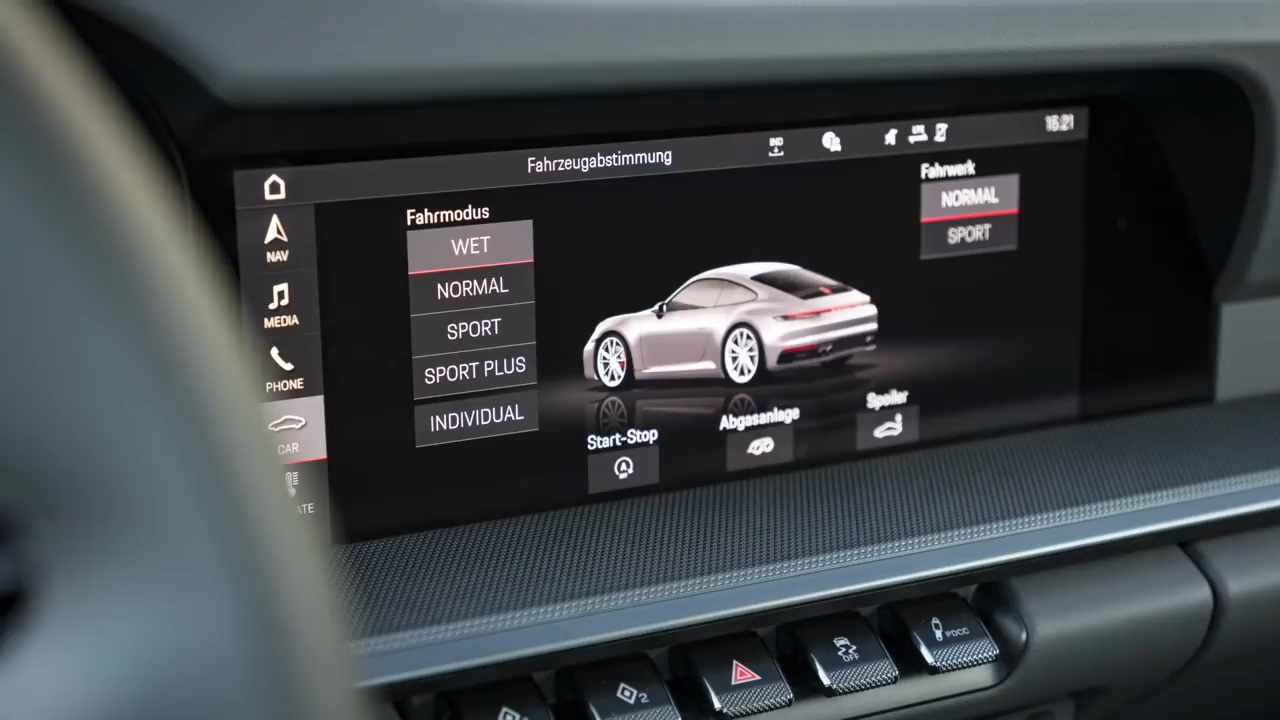 Fahrzeugabstimmung
16:21
NAV
MEDIA
PHONE
CAR
Fahrmodus
WET
NORMAL
SPORT
SPORT PLUS
INDIVIDUAL
Fahrwerk
NORMAL
SPORT
Start-Stop
Abgasanlage
Spoiler
2
OFF
PDCC